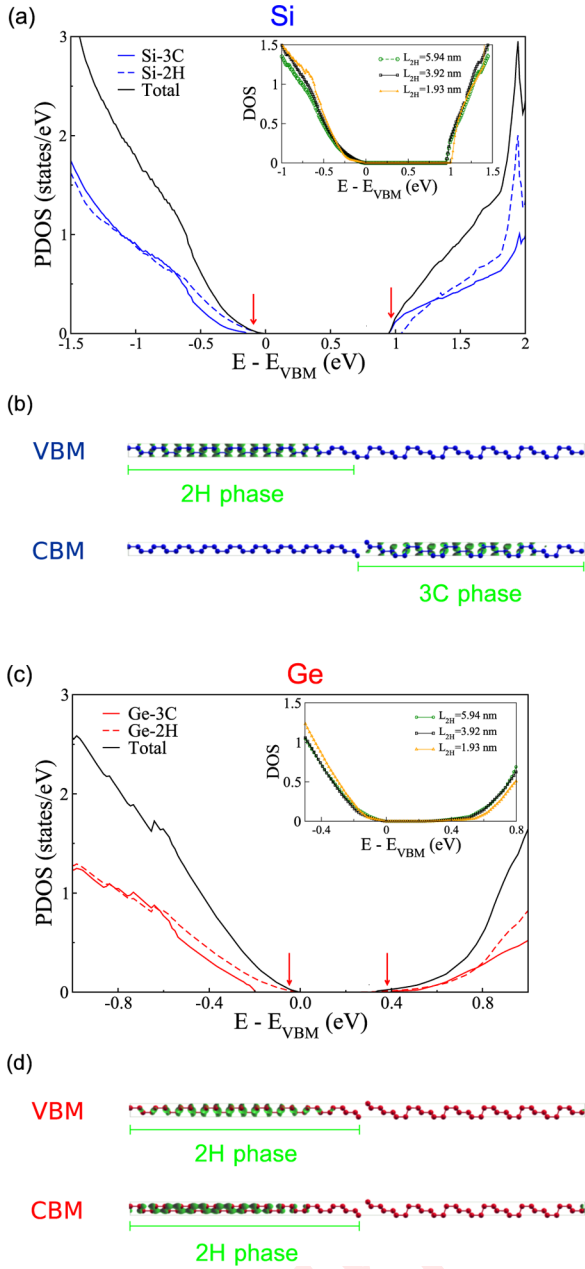 (a)
Si
PDOS (states/eV)
3
2
1
0
Si-3C
Si-2H
Total
DOS
1.5
1
0.5
0
L2H=5.94 nm
L2H=3.92 nm
L2H=1.93 nm
-1 -0.5 0 0.5 1 1.5
E - EVBM (eV)
-1.5 -1 -0.5 0 0.5 1 1.5 2
E - EVBM (eV)
(b)
VBM
2H phase
CBM
3C phase
(c)
Ge
PDOS (states/eV)
3
2
1
0
Ge-3C
Ge-2H
Total
DOS
1.5
1
0.5
0
L2H=5.94 nm
L2H=3.92 nm
L2H=1.93 nm
-0.4 0 0.4 0.8
E - EVBM (eV)
-0.8 -0.4 0.0 0.4 0.8
E - EVBM (eV)
(d)
VBM
2H phase
CBM
2H phase